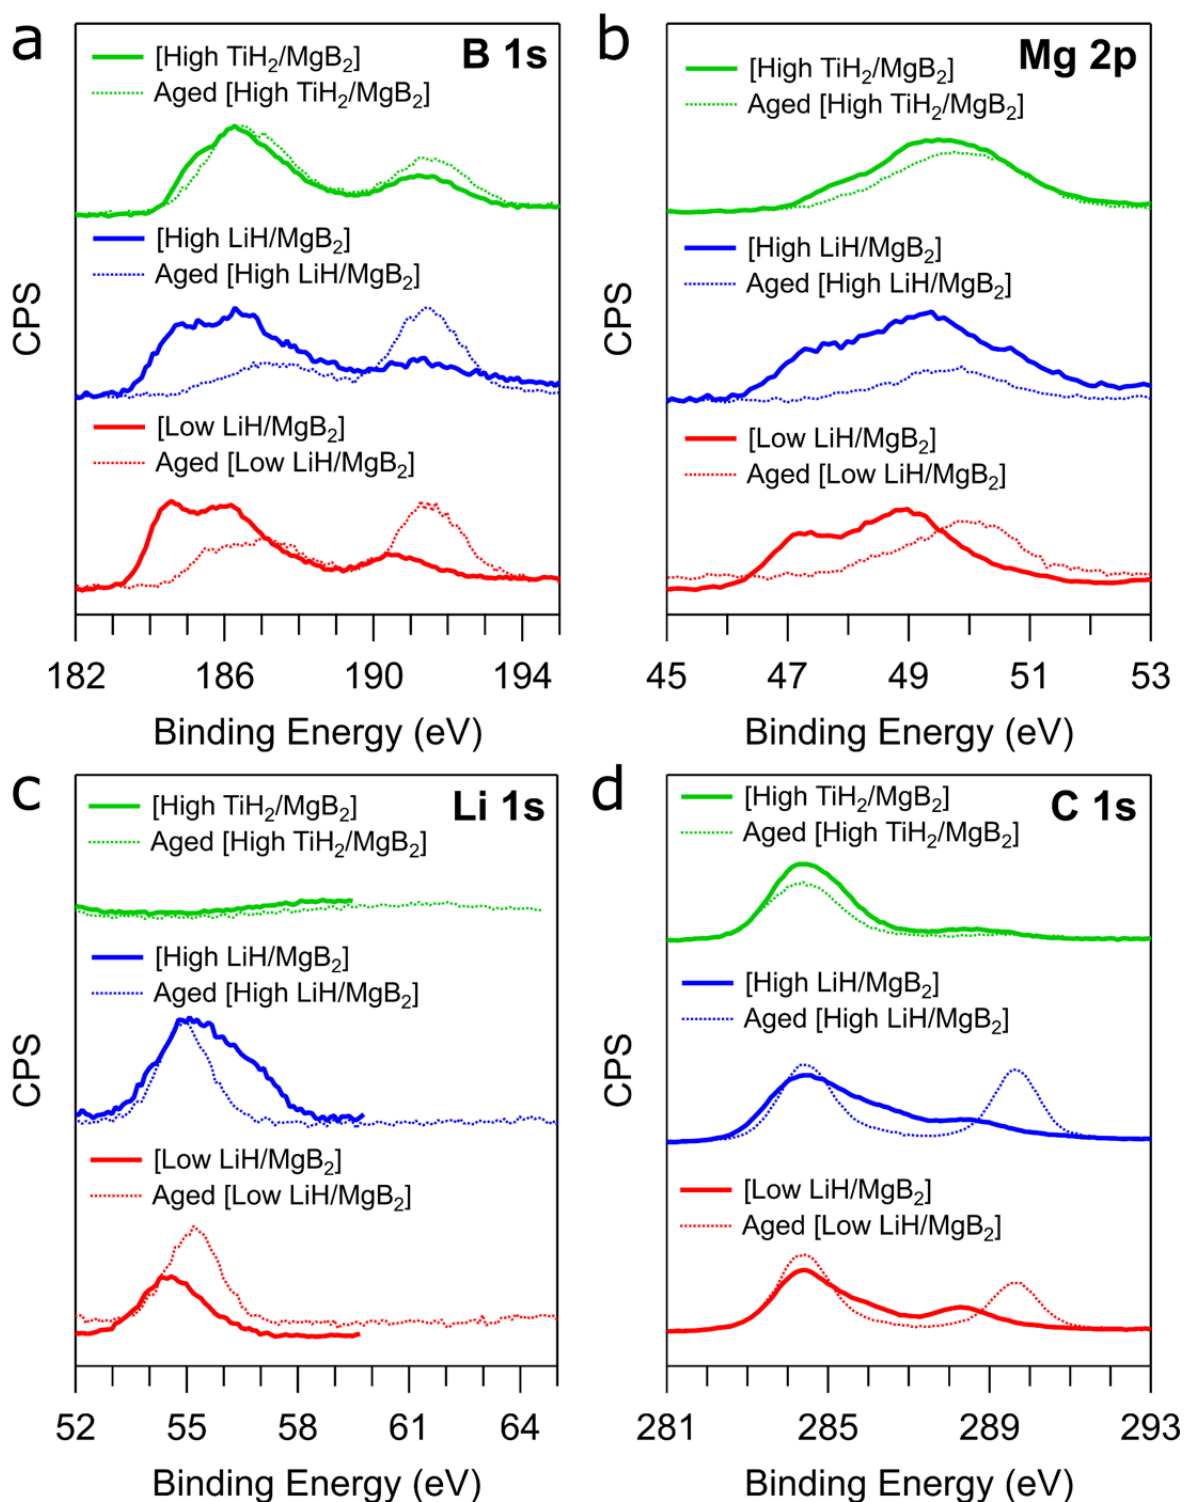 a
B 1s
[High TiH₂/MgB₂]
Aged [High TiH₂/MgB₂]
[High LiH/MgB₂]
Aged [High LiH/MgB₂]
[Low LiH/MgB₂]
Aged [Low LiH/MgB₂]
CPS
182 186 190 194
Binding Energy (eV)
b
Mg 2p
[High TiH₂/MgB₂]
Aged [High TiH₂/MgB₂]
[High LiH/MgB₂]
Aged [High LiH/MgB₂]
[Low LiH/MgB₂]
Aged [Low LiH/MgB₂]
CPS
45 47 49 51 53
Binding Energy (eV)
c
Li 1s
[High TiH₂/MgB₂]
Aged [High TiH₂/MgB₂]
[High LiH/MgB₂]
Aged [High LiH/MgB₂]
[Low LiH/MgB₂]
Aged [Low LiH/MgB₂]
CPS
52 55 58 61 64
Binding Energy (eV)
d
C 1s
[High TiH₂/MgB₂]
Aged [High TiH₂/MgB₂]
[High LiH/MgB₂]
Aged [High LiH/MgB₂]
[Low LiH/MgB₂]
Aged [Low LiH/MgB₂]
CPS
281 285 289 293
Binding Energy (eV)